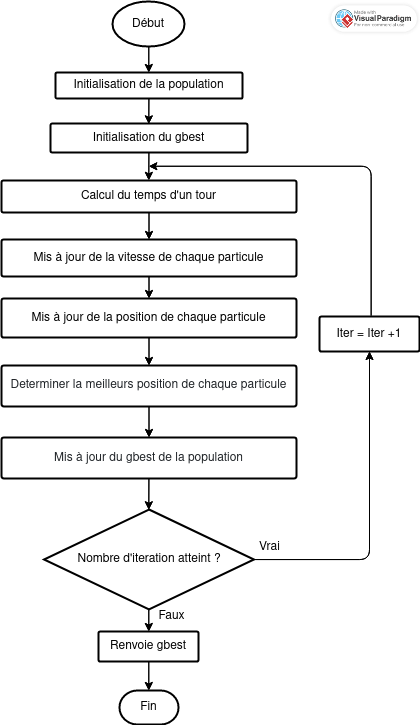 Début
Made with
VisualParadigm
For non-commercial use
Initialisation de la population
Initialisation du gbest
Calcul du temps d'un tour
Mis à jour de la vitesse de chaque particule
Mis à jour de la position de chaque particule
Iter = Iter +1
Determiner la meilleurs position de chaque particule
Mis à jour du gbest de la population
Vrai
Nombre d'iteration atteint ?
Faux
Renvoie gbest
Fin